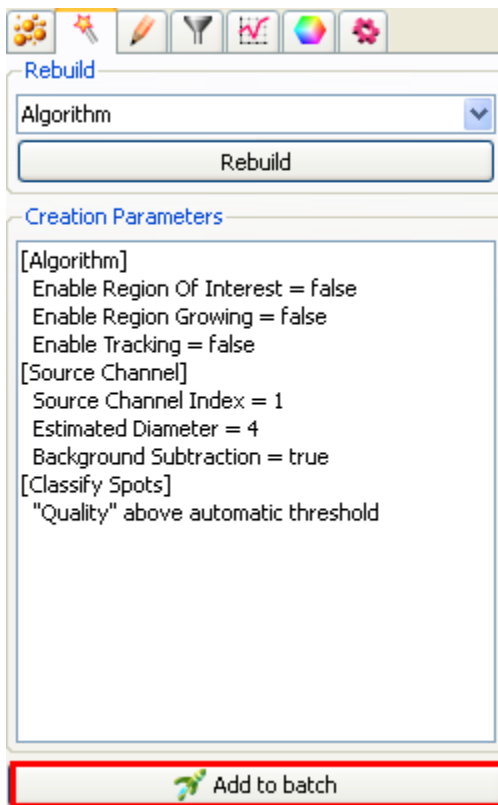 Rebuild
Algorithm
Rebuild
Creation Parameters
[Algorithm]
Enable Region Of Interest = false
Enable Region Growing = false
Enable Tracking = false
[Source Channel]
Source Channel Index = 1
Estimated Diameter = 4
Background Subtraction = true
[Classify Spots]
"Quality" above automatic threshold
Add to batch